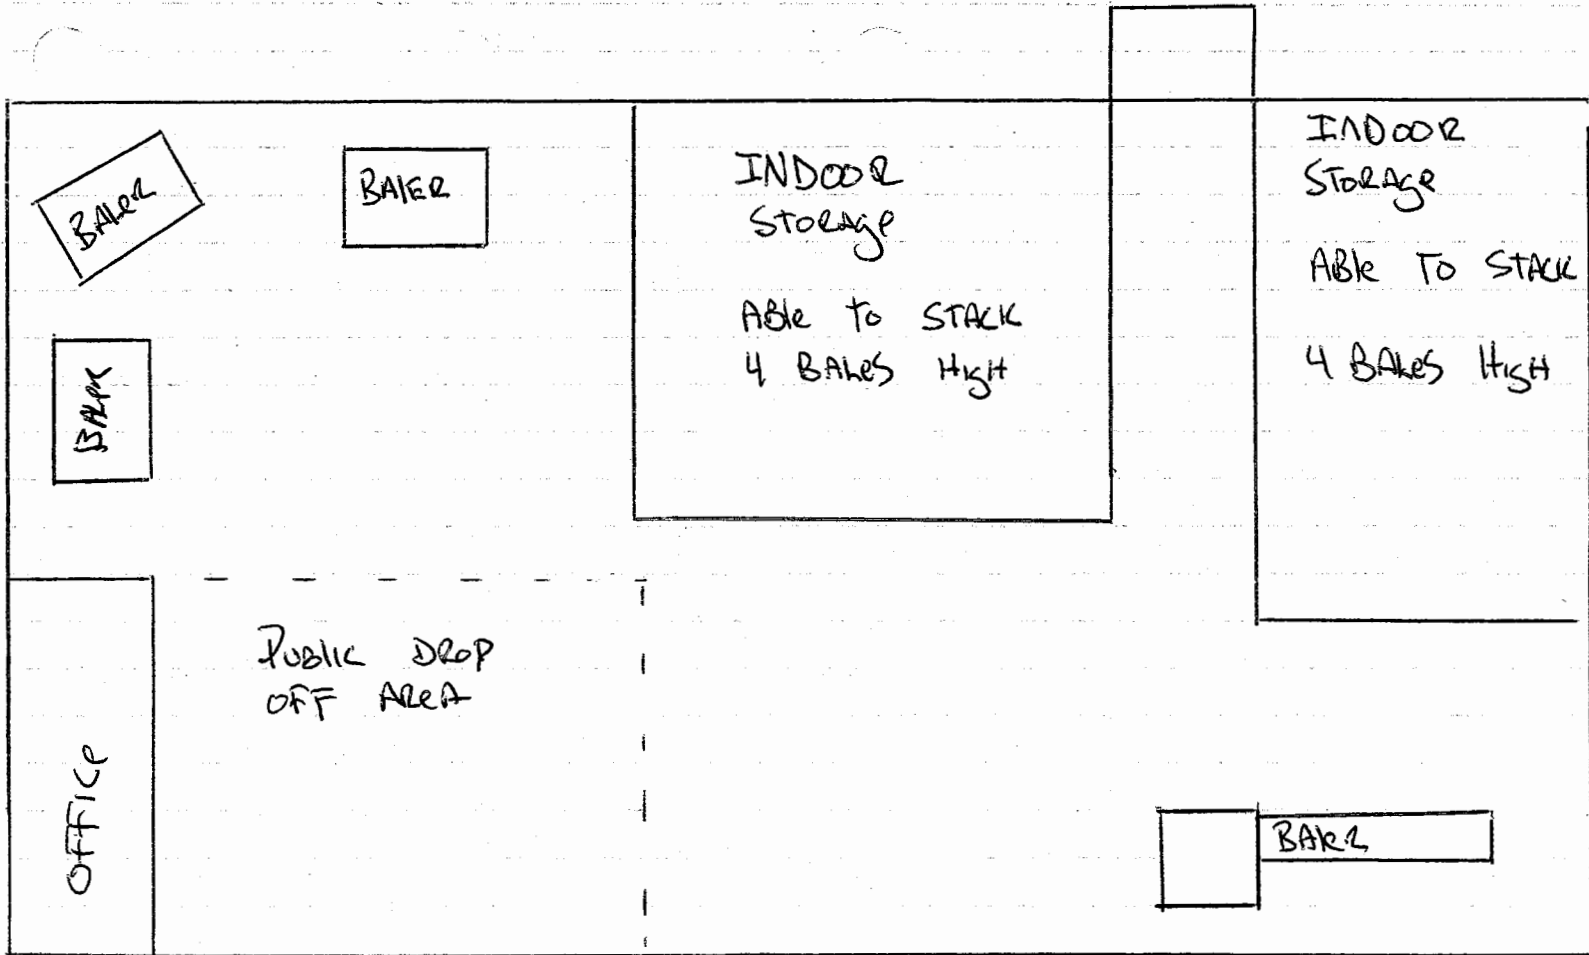 BALER
BALER
BALER
INDOOR
STORAGE
ABle To STACK
4 BALES HIGH
INDOOR
STORAGE
ABle To STACK
4 BALES HIGH
PUBLIC DROP
OFF AREA
OFFICE
BALER